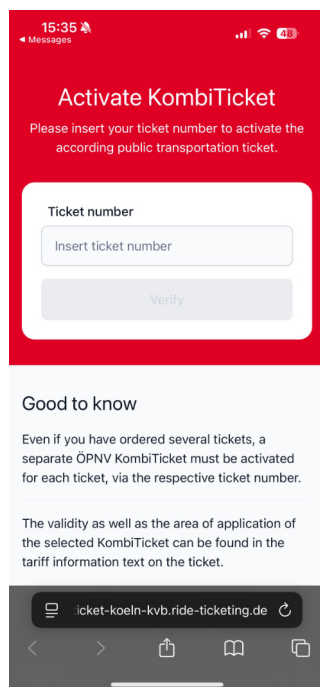 15:35
Messages
48
Activate KombiTicket
Please insert your ticket number to activate the
according public transportation ticket.
Ticket number
Insert ticket number
Verify
Good to know
Even if you have ordered several tickets, a
separate ÖPNV KombiTicket must be activated
for each ticket, via the respective ticket number.
The validity as well as the area of application of
the selected KombiTicket can be found in the
tariff information text on the ticket.
icket-koeln-kvb.ride-ticketing.de